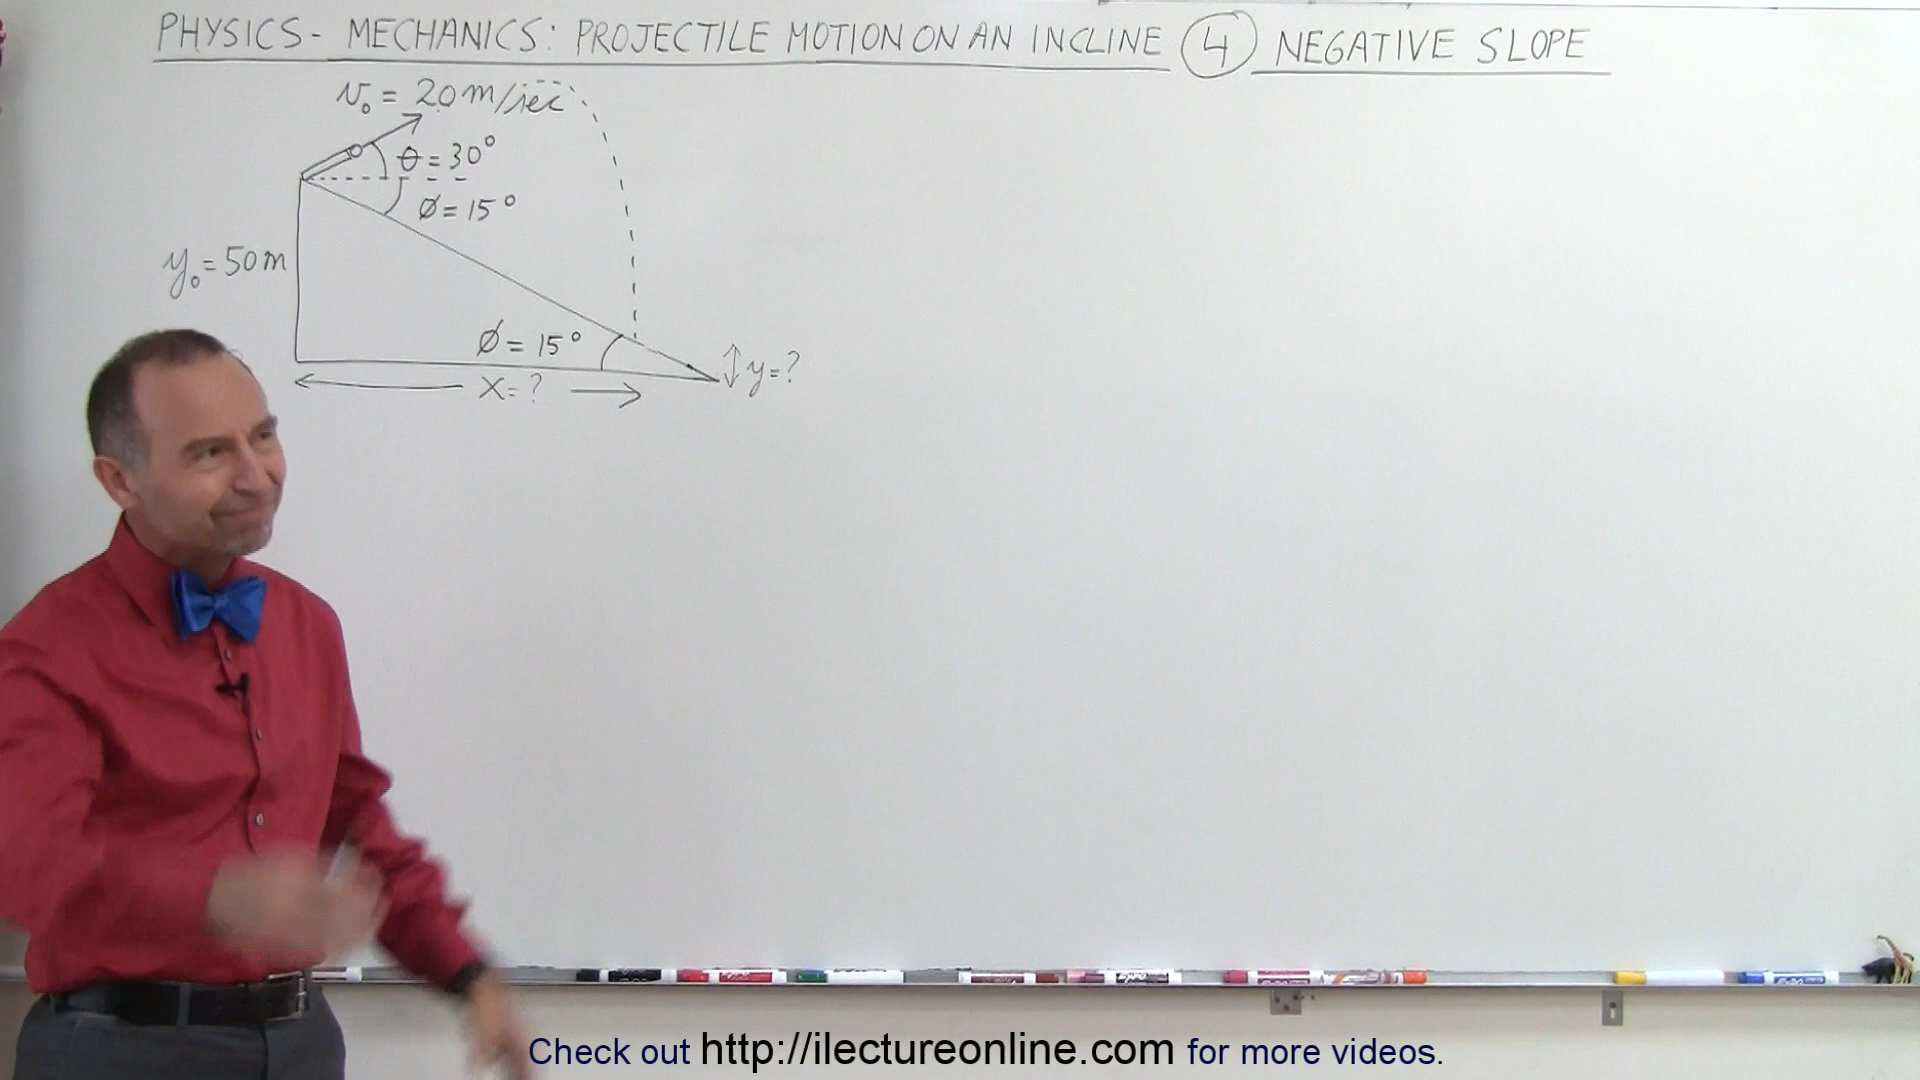 PHYSICS- MECHANICS: PROJECTILE MOTION ON AN INCLINE 4 NEGATIVE SLOPE
v₀ = 20 m/sec
θ = 30°
ø = 15°
y₀ = 50 m
ø = 15°
y = ?
x = ?
Check out http://ilectureonline.com for more videos.